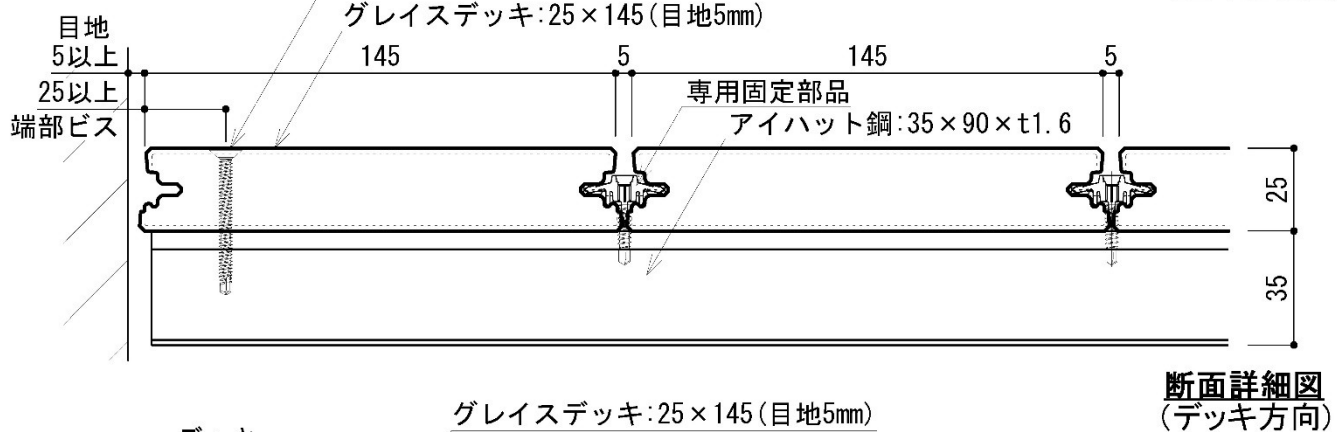 グレイスデッキ:25×145(目地5mm)
目地
5以上
145
5
145
5
25以上
端部ビス
専用固定部品
アイハット鋼:35×90×t1.6
25
35
断面詳細図
(デッキ方向)
グレイスデッキ:25×145(目地5mm)